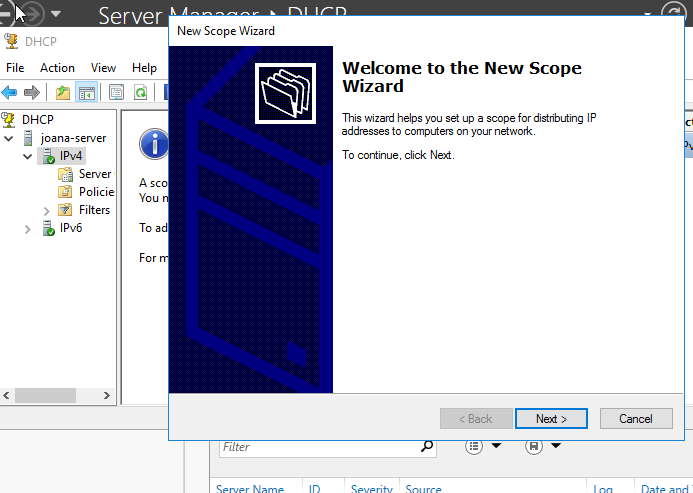 Server Manager ▸ DHCP
DHCP
New Scope Wizard
File Action View Help
DHCP
joana-server
IPv4
Server
Policie
Filters
IPv6
A sco
You n
To ad
For m
Welcome to the New Scope
Wizard
This wizard helps you set up a scope for distributing IP
addresses to computers on your network.
To continue, click Next.
< Back Next > Cancel
Filter
Server Name ID Severity Source Log Date and T